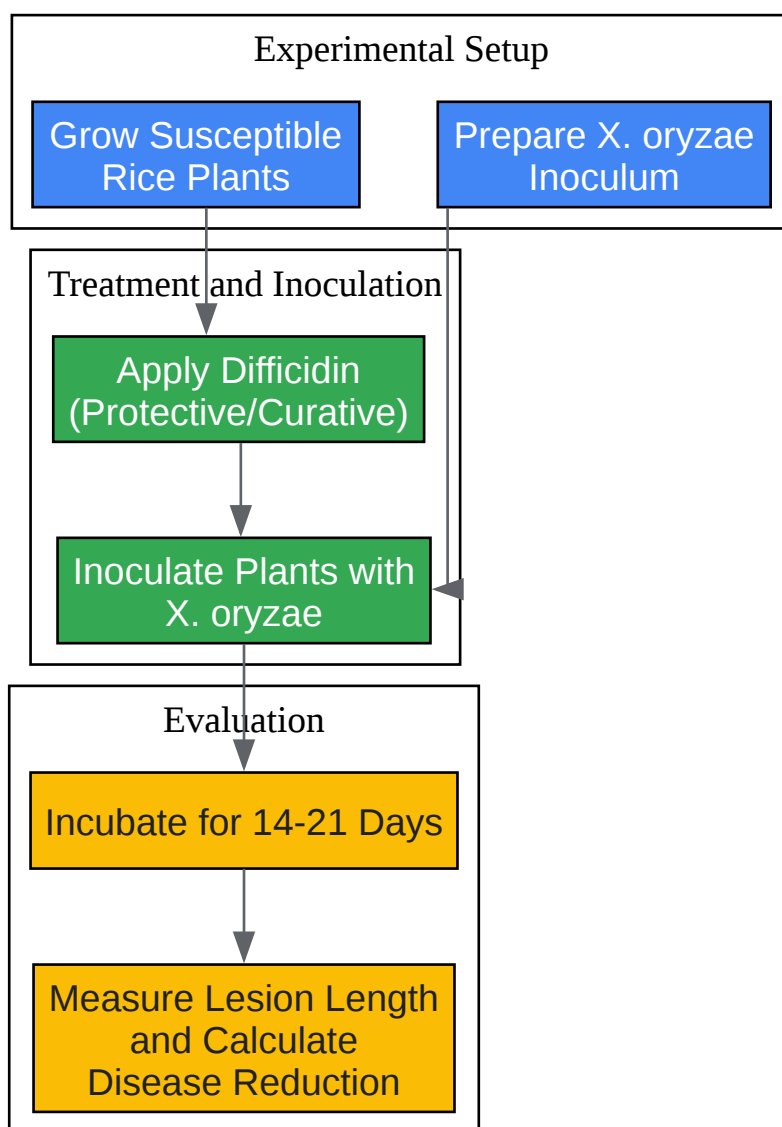 Experimental Setup
Grow Susceptible
Rice Plants
Prepare X. oryzae
Inoculum
Treatment and Inoculation
Apply Difficidin
(Protective/Curative)
Inoculate Plants with
X. oryzae
Evaluation
Incubate for 14-21 Days
Measure Lesion Length
and Calculate
Disease Reduction